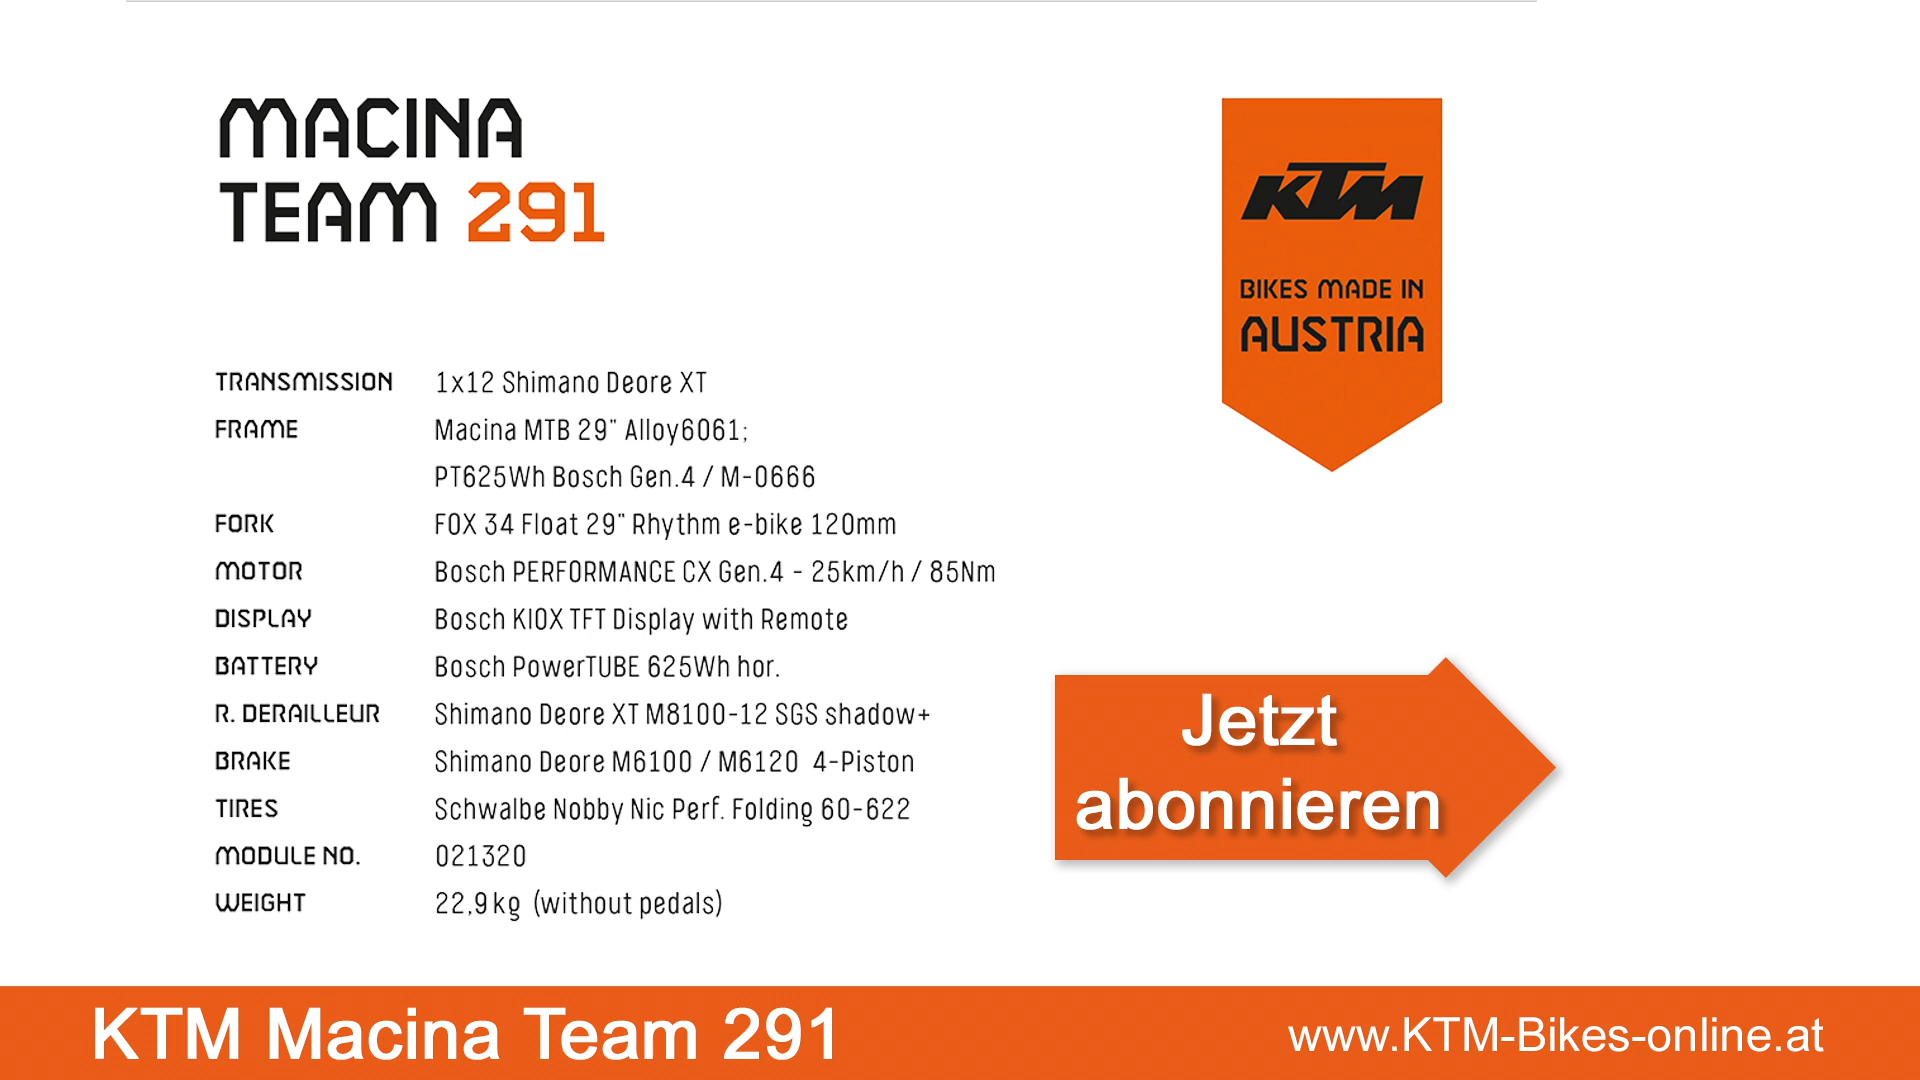 MACINA
TEAM 291
KTM
BIKES MADE IN
AUSTRIA
TRANSMISSION 1x12 Shimano Deore XT
FRAME Macina MTB 29" Alloy6061;
PT625Wh Bosch Gen.4 / M-0666
FORK FOX 34 Float 29" Rhythm e-bike 120mm
MOTOR Bosch PERFORMANCE CX Gen.4 - 25km/h / 85Nm
DISPLAY Bosch KIOX TFT Display with Remote
BATTERY Bosch PowerTUBE 625Wh hor.
R. DERAILLEUR Shimano Deore XT M8100-12 SGS shadow+
BRAKE Shimano Deore M6100 / M6120 4-Piston
TIRES Schwalbe Nobby Nic Perf. Folding 60-622
MODULE NO. 021320
WEIGHT 22,9 kg (without pedals)
Jetzt
abonnieren
KTM Macina Team 291
www.KTM-Bikes-online.at